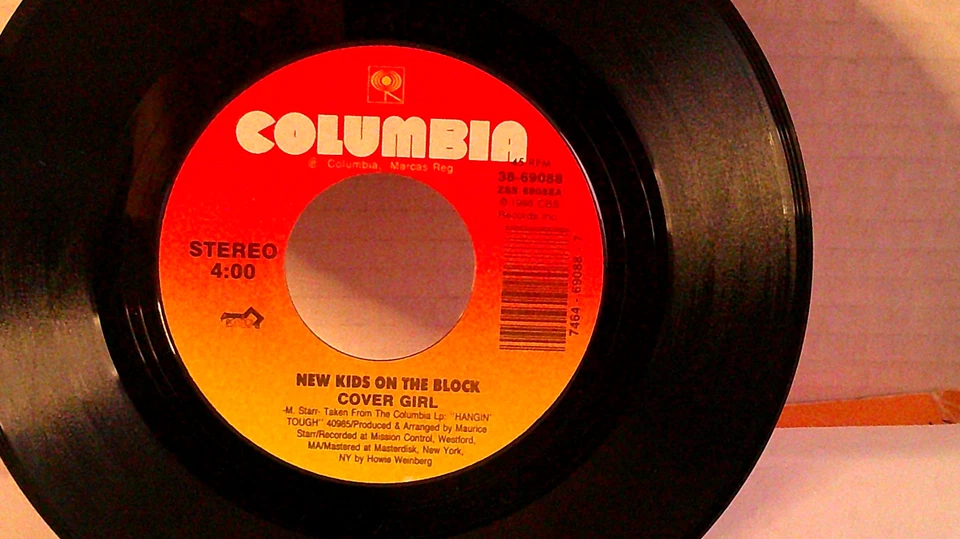 COLUMBIA
® Columbia, Marcas Reg
45 RPM
38-69088
ZSS 69088A
℗ 1988 CBS
Records Inc.
STEREO
4:00
7464 - 69088 7
NEW KIDS ON THE BLOCK
COVER GIRL
-M. Starr- Taken From The Columbia Lp: "HANGIN'
TOUGH" 40985/Produced & Arranged by Maurice
Starr/Recorded at Mission Control, Westford,
MA/Mastered at Masterdisk, New York,
NY by Howie Weinberg